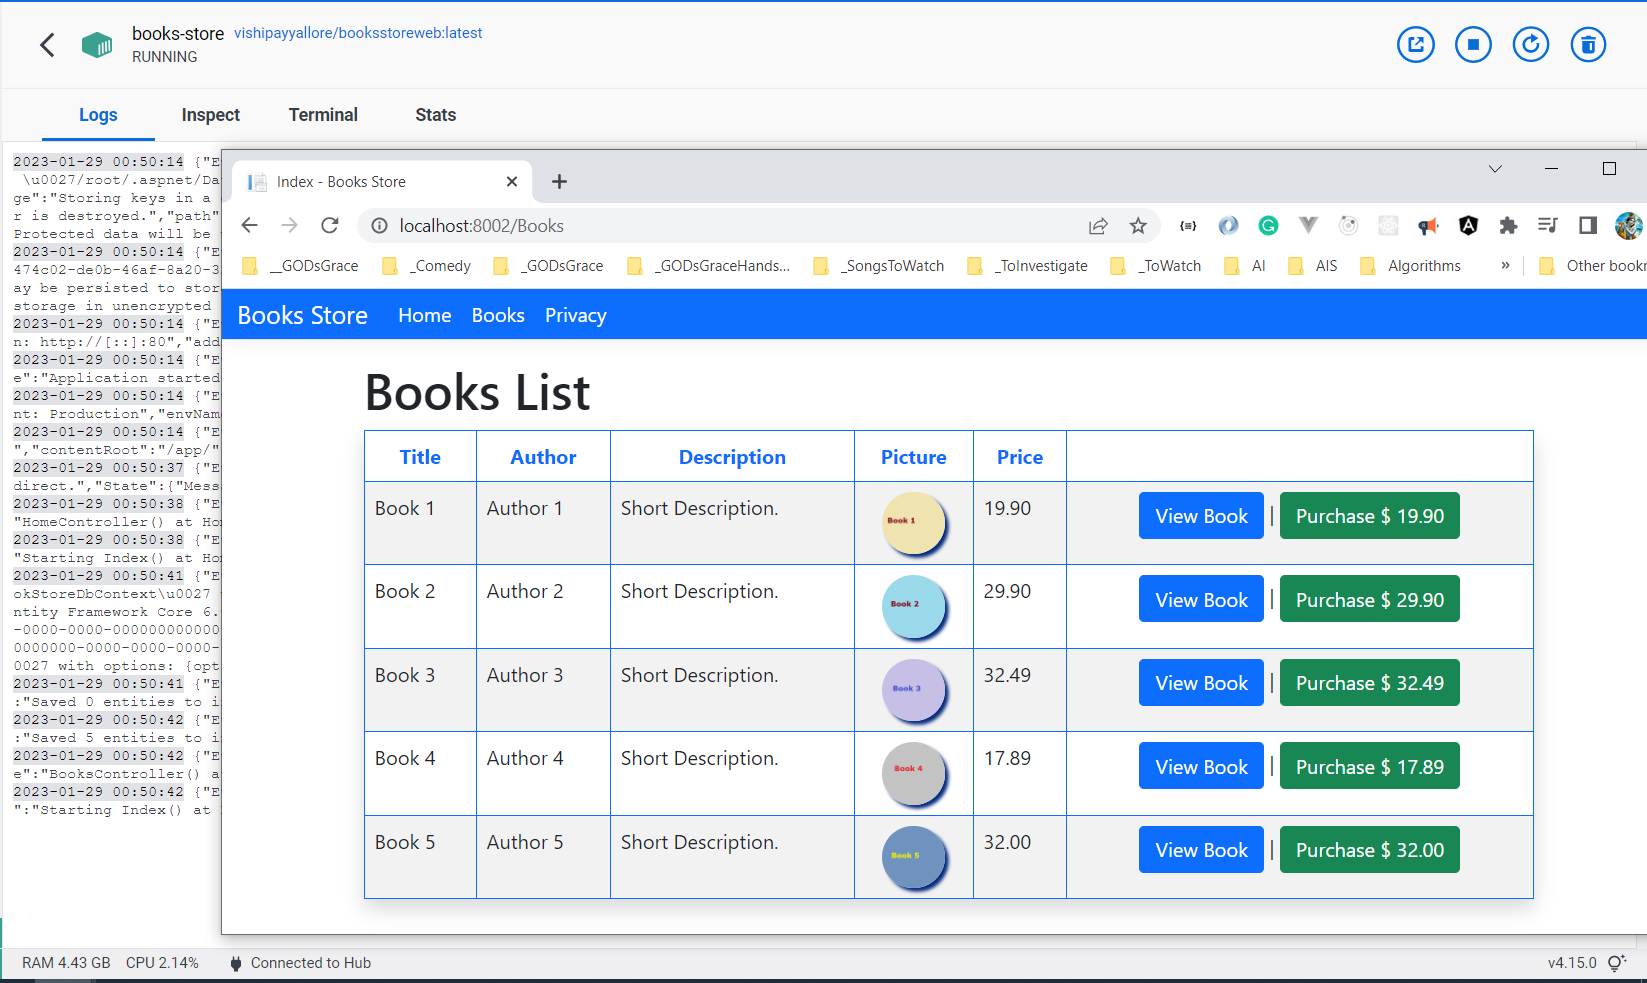 books-store vishipayyallore/booksstoreweb:latest
RUNNING
Logs Inspect Terminal Stats
2023-01-29 00:50:14 {"E
\u0027/root/.aspnet/Da
ge":"Storing keys in a
r is destroyed.","path"
Protected data will be
2023-01-29 00:50:14 {"E
474c02-de0b-46af-8a20-3
ay be persisted to stor
storage in unencrypted
2023-01-29 00:50:14 {"E
n: http://[::]:80","add
2023-01-29 00:50:14 {"E
e":"Application started
2023-01-29 00:50:14 {"E
nt: Production","envNam
2023-01-29 00:50:14 {"E
","contentRoot":"/app/"
2023-01-29 00:50:37 {"E
direct.","State":{"Mess
2023-01-29 00:50:38 {"E
"HomeController() at Ho
2023-01-29 00:50:38 {"E
"Starting Index() at Ho
2023-01-29 00:50:41 {"E
okStoreDbContext\u0027
ntity Framework Core 6.
-0000-0000-000000000000
0000000-0000-0000-0000-
0027 with options: {opt
2023-01-29 00:50:41 {"E
:"Saved 0 entities to i
2023-01-29 00:50:42 {"E
:"Saved 5 entities to i
2023-01-29 00:50:42 {"E
e":"BooksController() a
2023-01-29 00:50:42 {"E
":"Starting Index() at
Index - Books Store
localhost:8002/Books
__GODsGrace _Comedy _GODsGrace _GODsGraceHands... _SongsToWatch _ToInvestigate _ToWatch AI AIS Algorithms » Other bookr
Books Store Home Books Privacy
Books List
Title Author Description Picture Price
Book 1 Author 1 Short Description. Book 1 19.90 View Book | Purchase $ 19.90
Book 2 Author 2 Short Description. Book 2 29.90 View Book | Purchase $ 29.90
Book 3 Author 3 Short Description. Book 3 32.49 View Book | Purchase $ 32.49
Book 4 Author 4 Short Description. Book 4 17.89 View Book | Purchase $ 17.89
Book 5 Author 5 Short Description. Book 5 32.00 View Book | Purchase $ 32.00
RAM 4.43 GB CPU 2.14% Connected to Hub v4.15.0